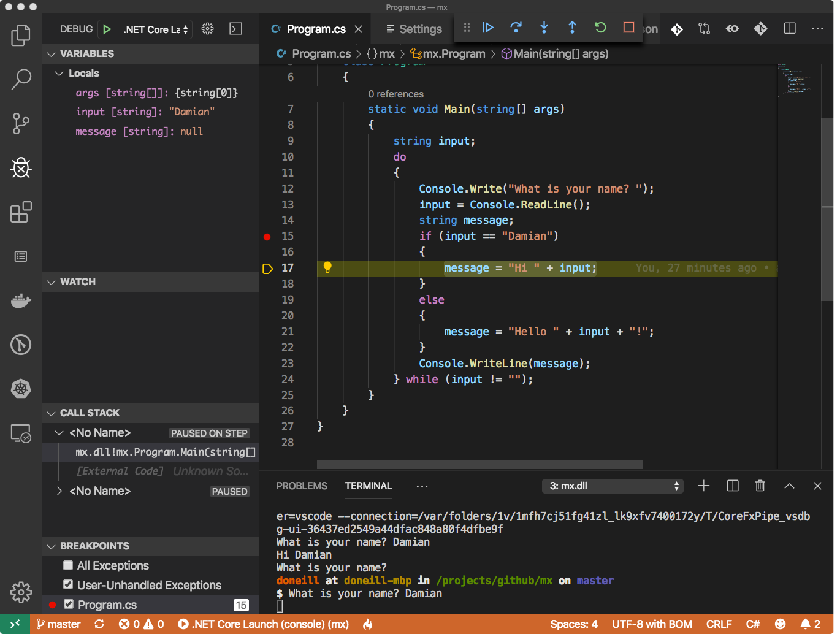 Program.cs — mx
DEBUG .NET Core La
Program.cs × Settings on
Program.cs > {} mx > mx.Program > Main(string[] args)
VARIABLES
Locals
args [string[]]: {string[0]}
input [string]: "Damian"
message [string]: null
WATCH
CALL STACK
<No Name> PAUSED ON STEP
mx.dll!mx.Program.Main(string[]
[External Code] Unknown So...
<No Name> PAUSED
BREAKPOINTS
All Exceptions
User-Unhandled Exceptions
Program.cs 15
6 {
0 references
7 static void Main(string[] args)
8 {
9 string input;
10 do
11 {
12 Console.Write("What is your name? ");
13 input = Console.ReadLine();
14 string message;
15 if (input == "Damian")
16 {
17 message = "Hi " + input; You, 27 minutes ago •
18 }
19 else
20 {
21 message = "Hello " + input + "!";
22 }
23 Console.WriteLine(message);
24 } while (input != "");
25 }
26 }
27 }
28
PROBLEMS TERMINAL ... 3: mx.dll
er=vscode --connection=/var/folders/1v/1mfh7cj51fg41zl_lk9xfv7400172y/T/CoreFxPipe_vsdb
g-ui-36437ed2549a44dfac848a80f4dfbe9f
What is your name? Damian
Hi Damian
What is your name?
doneill at doneill-mbp in /projects/github/mx on master
$ What is your name? Damian
master 0 0 .NET Core Launch (console) (mx) Spaces: 4 UTF-8 with BOM CRLF C# 2